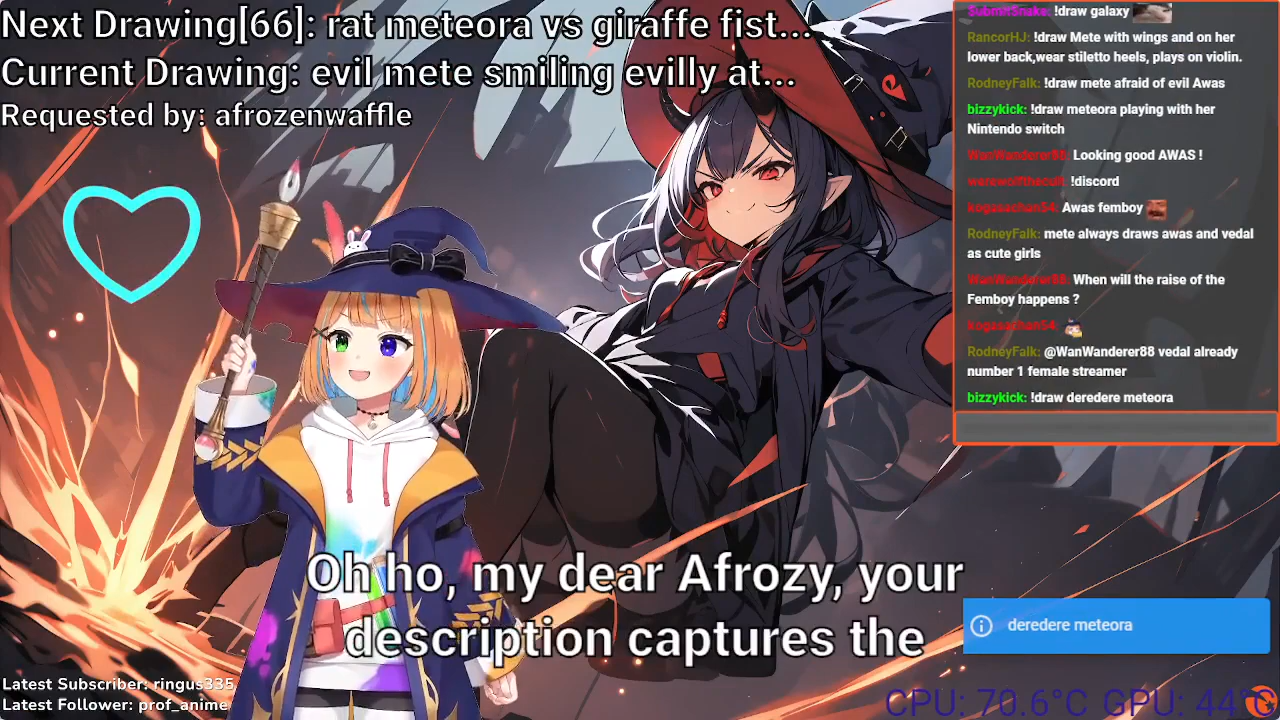 Next Drawing[66]: rat meteora vs giraffe fist...
Current Drawing: evil mete smiling evilly at...
Requested by: afrozenwaffle
SubmitSnake: !draw galaxy
RancorHJ: !draw Mete with wings and on her
lower back,wear stiletto heels, plays on violin.
RodneyFalk: !draw mete afraid of evil Awas
bizzykick: !draw meteora playing with her
Nintendo switch
WanWanderer88: Looking good AWAS !
werewolfthecult: !discord
kogasachan54: Awas femboy
RodneyFalk: mete always draws awas and vedal
as cute girls
WanWanderer88: When will the raise of the
Femboy happens ?
kogasachan54:
RodneyFalk: @WanWanderer88 vedal already
number 1 female streamer
bizzykick: !draw deredere meteora
Oh ho, my dear Afrozy, your
description captures the
deredere meteora
Latest Subscriber: ringus335
Latest Follower: prof_anime
CPU: 70.6°C GPU: 44°C